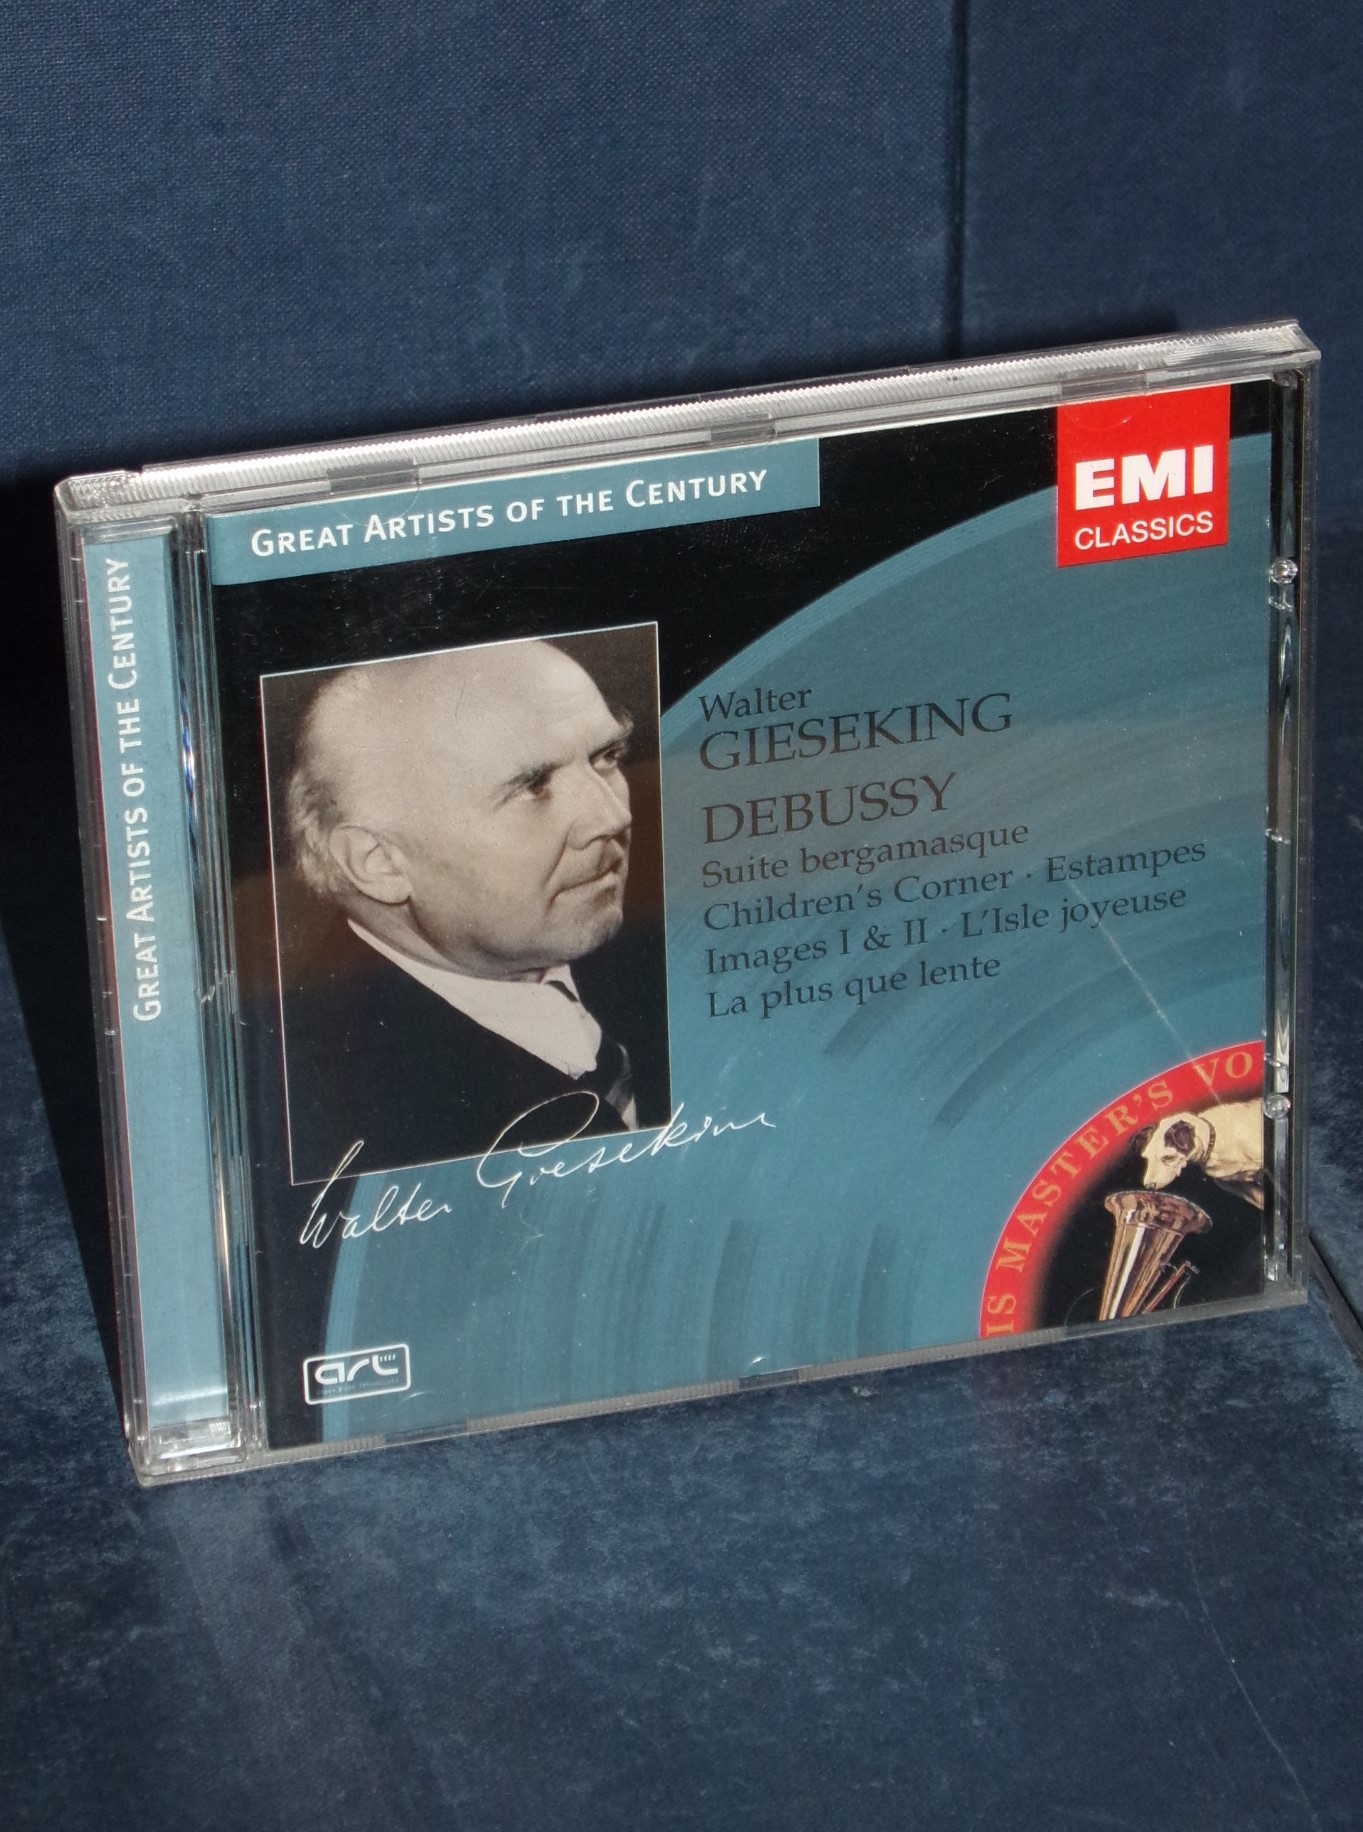 GREAT ARTISTS OF THE CENTURY
GREAT ARTISTS OF THE CENTURY
EMI
CLASSICS
Walter
GIESEKING
DEBUSSY
Suite bergamasque
Children's Corner · Estampes
Images I & II · L'Isle joyeuse
La plus que lente
Walter Gieseking
IS MASTER'S VO
art